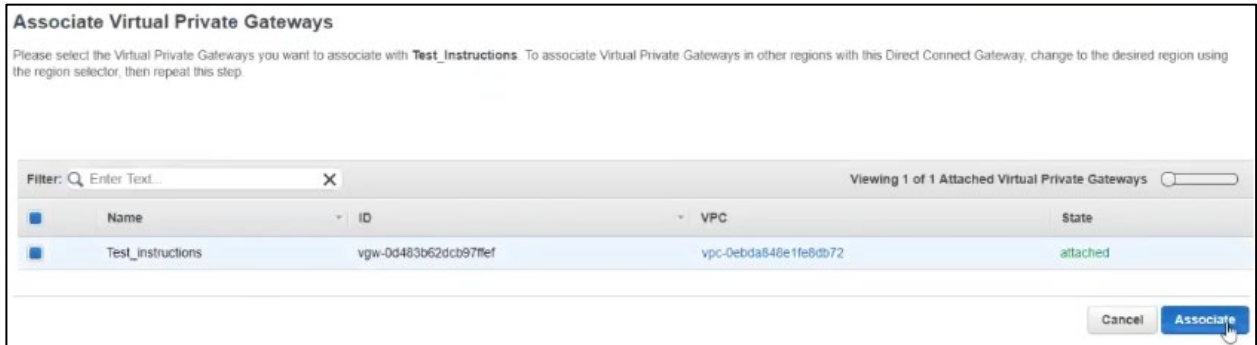 Associate Virtual Private Gateways
Please select the Virtual Private Gateways you want to associate with Test_Instructions. To associate Virtual Private Gateways in other regions with this Direct Connect Gateway, change to the desired region using
the region selector, then repeat this step.
Filter: Enter Text... Viewing 1 of 1 Attached Virtual Private Gateways
Name ID VPC State
Test_instructions vgw-0d483b62dcb97ffef vpc-0ebda848e1fe8db72 attached
Cancel Associate